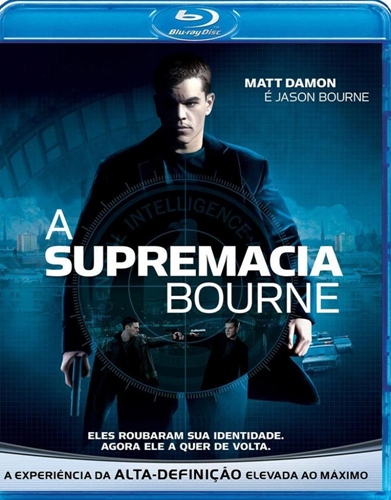 Blu-ray Disc
MATT DAMON
É JASON BOURNE
INTELLIGENCE
A
SUPREMACIA
BOURNE
ELES ROUBARAM SUA IDENTIDADE.
AGORA ELE A QUER DE VOLTA.
A EXPERIÊNCIA DA ALTA-DEFINIÇÃO ELEVADA AO MÁXIMO